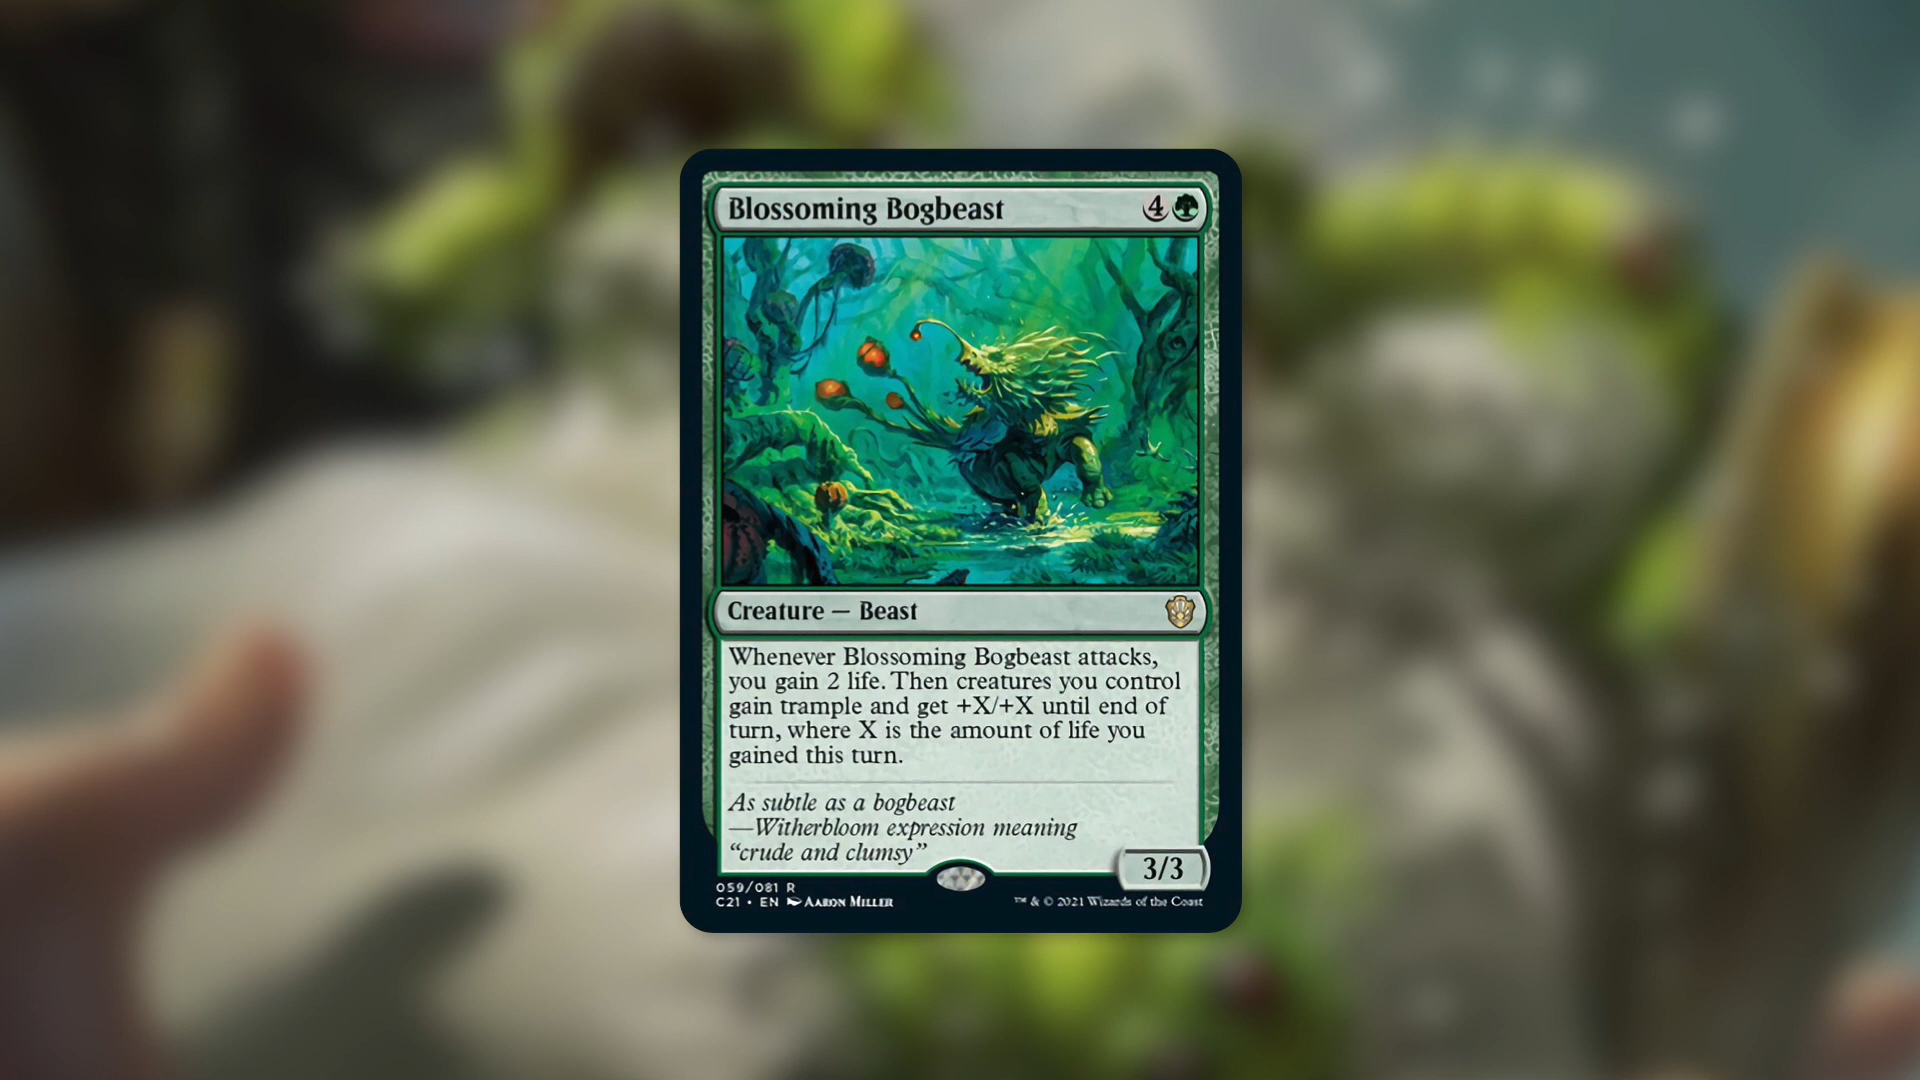 Blossoming Bogbeast 4
Creature — Beast
Whenever Blossoming Bogbeast attacks,
you gain 2 life. Then creatures you control
gain trample and get +X/+X until end of
turn, where X is the amount of life you
gained this turn.
As subtle as a bogbeast
—Witherbloom expression meaning
“crude and clumsy”
3/3
059/081 R
C21 • EN AARON MILLER
™ & © 2021 Wizards of the Coast